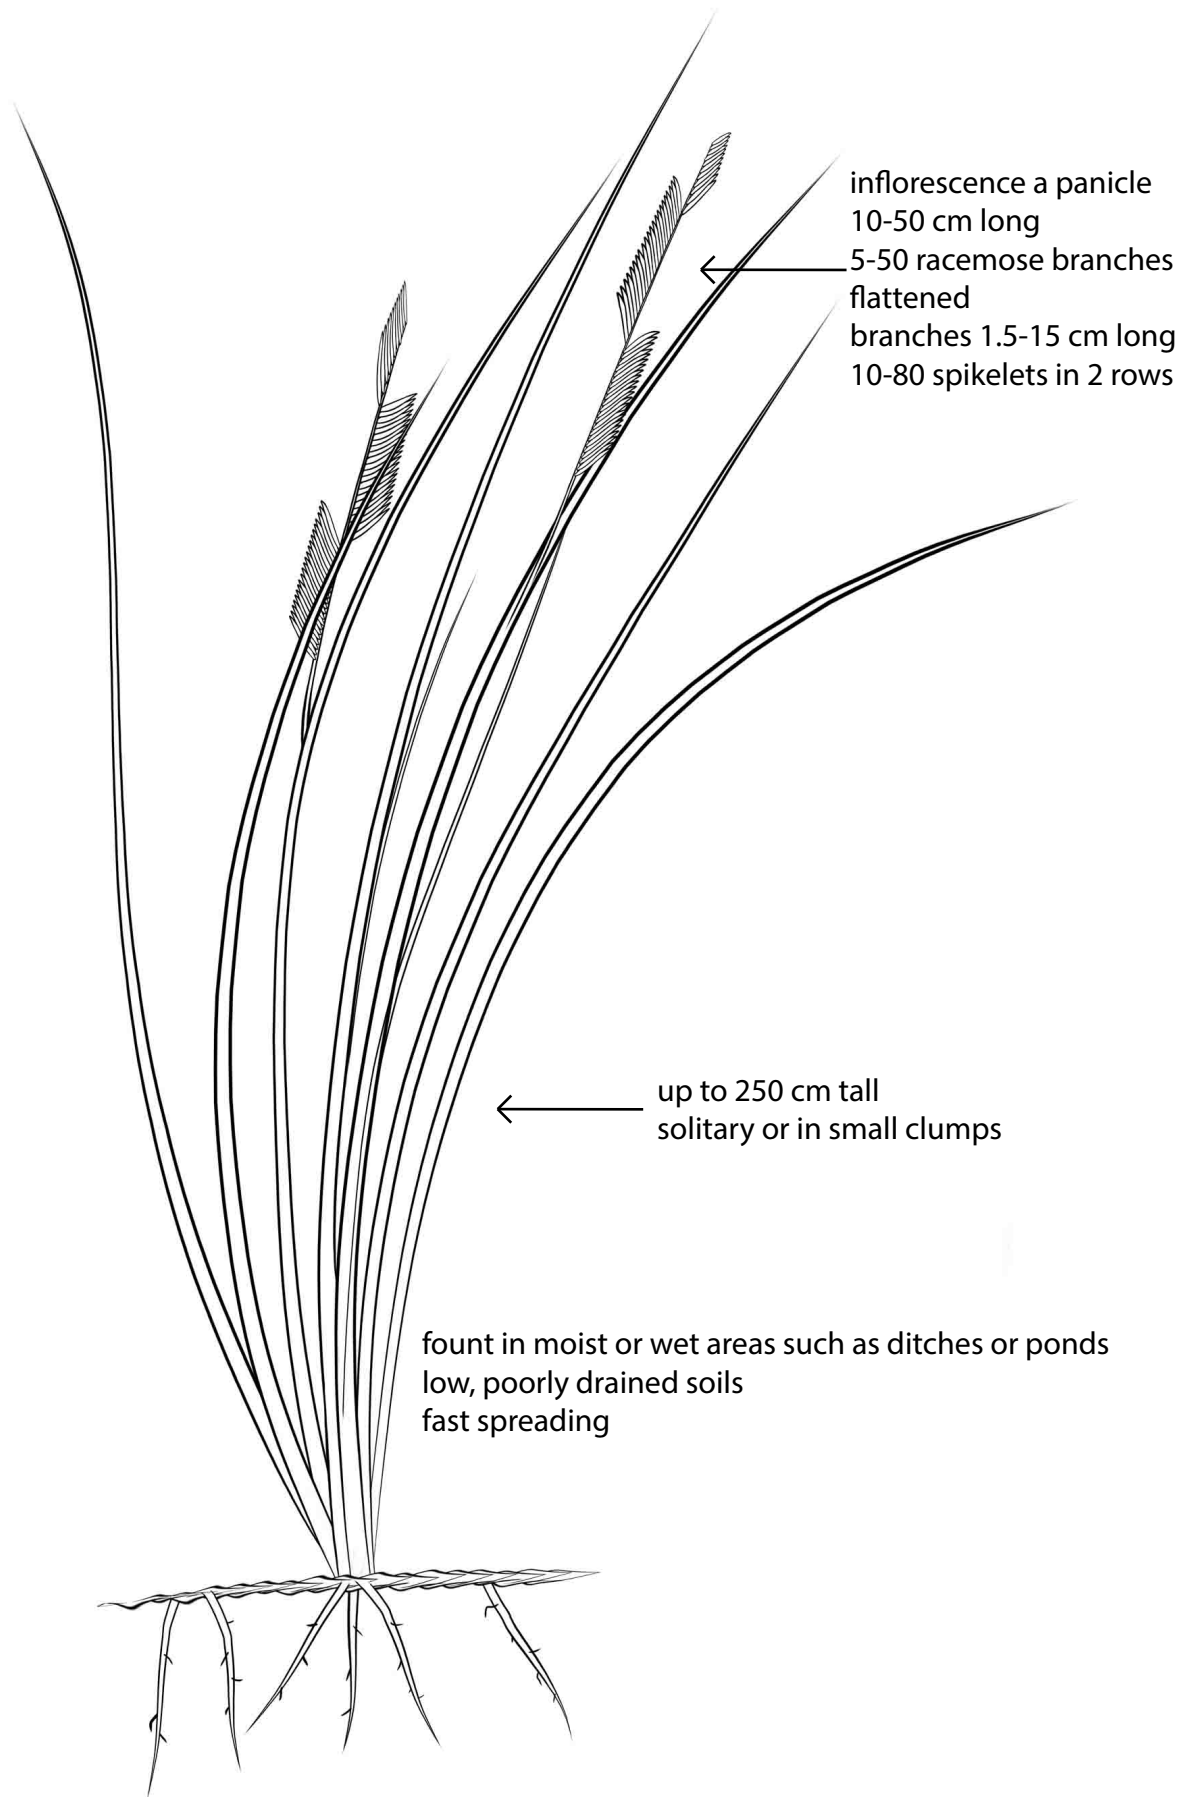 inflorescence a panicle
10-50 cm long
5-50 racemose branches
flattened
branches 1.5-15 cm long
10-80 spikelets in 2 rows
up to 250 cm tall
solitary or in small clumps
fount in moist or wet areas such as ditches or ponds
low, poorly drained soils
fast spreading